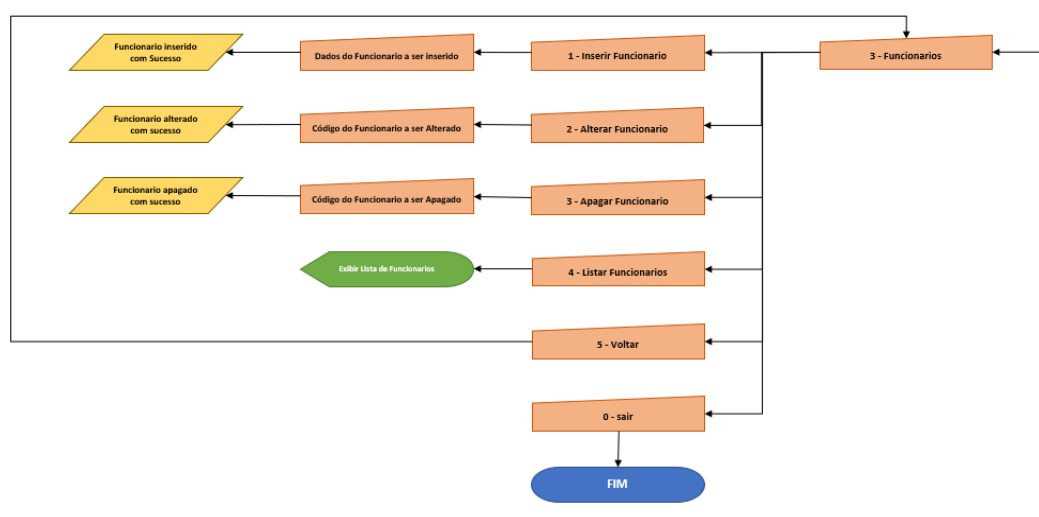 Funcionario inserido
com Sucesso
Dados do Funcionario a ser inserido
1 - Inserir Funcionario
3 - Funcionarios
Funcionario alterado
com sucesso
Código do Funcionario a ser Alterado
2 - Alterar Funcionario
Funcionario apagado
com sucesso
Código do Funcionario a ser Apagado
3 - Apagar Funcionario
Exibir Lista de Funcionarios
4 - Listar Funcionarios
5 - Voltar
0 - sair
FIM